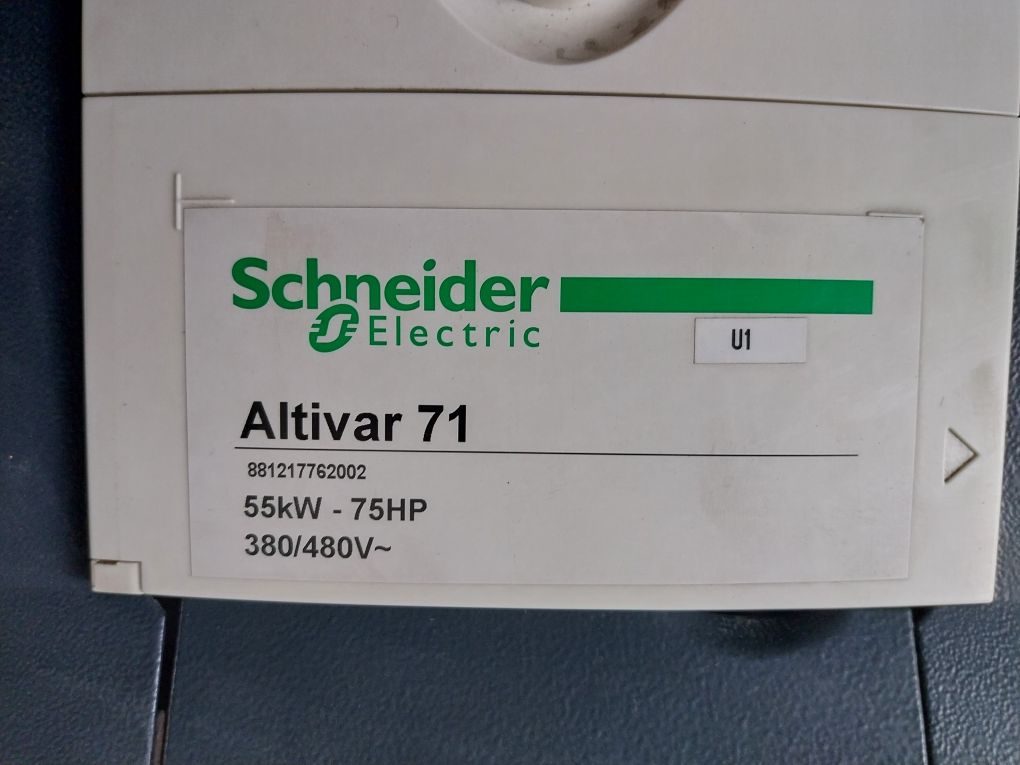 Schneider
Electric
U1
Altivar 71
881217762002
55kW - 75HP
380/480V~